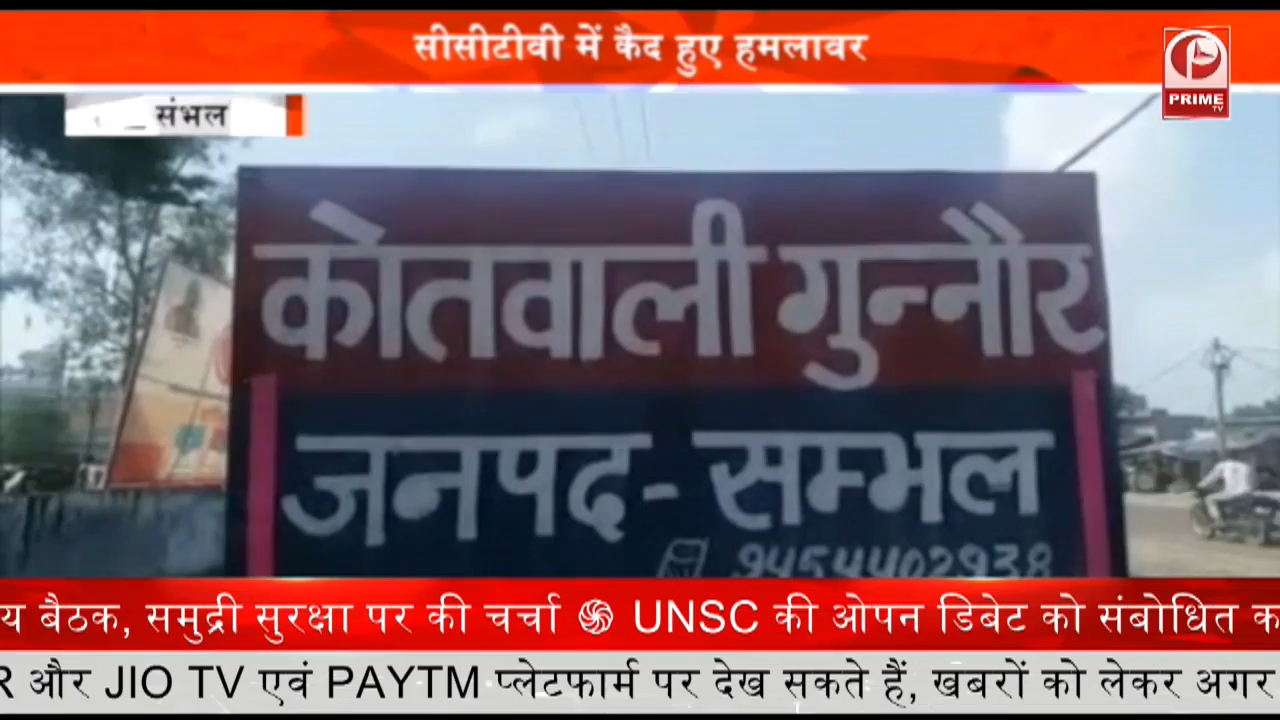 सीसीटीवी में कैद हुए हमलावर
PRIME
TV
संभल
कोतवाली गुन्नौर
जनपद - सम्भल
9454402938
य बैठक, समुद्री सुरक्षा पर की चर्चा UNSC की ओपन डिबेट को संबोधित क
R और JIO TV एवं PAYTM प्लेटफार्म पर देख सकते हैं, खबरों को लेकर अगर